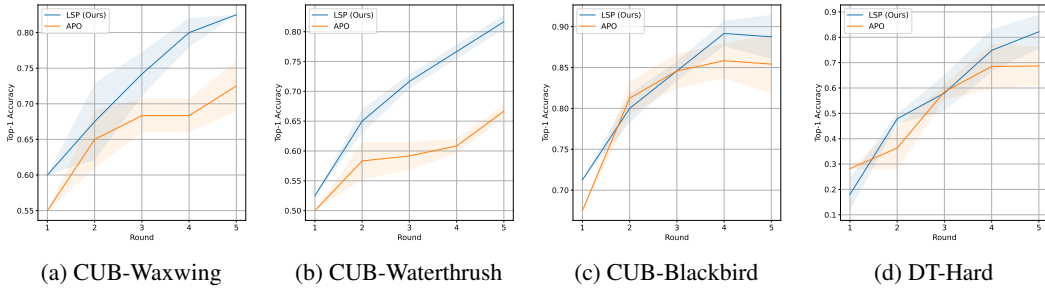 LSP (Ours)
APO
0.80
0.75
0.70
0.65
0.60
0.55
Top-1 Accuracy
1 2 3 4 5
Round
(a) CUB-Waxwing
LSP (Ours)
APO
0.80
0.75
0.70
0.65
0.60
0.55
0.50
Top-1 Accuracy
1 2 3 4 5
Round
(b) CUB-Waterthrush
LSP (Ours)
APO
0.90
0.85
0.80
0.75
0.70
Top-1 Accuracy
1 2 3 4 5
Round
(c) CUB-Blackbird
LSP (Ours)
APO
0.9
0.8
0.7
0.6
0.5
0.4
0.3
0.2
0.1
Top-1 Accuracy
1 2 3 4 5
Round
(d) DT-Hard